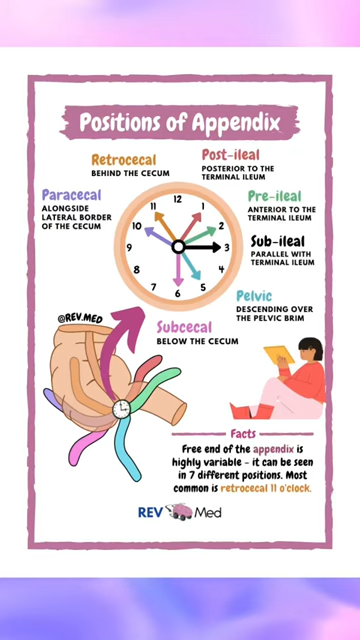 Positions of Appendix
Retrocecal
BEHIND THE CECUM
Post-ileal
POSTERIOR TO THE
TERMINAL ILEUM
Paracecal
ALONGSIDE
LATERAL BORDER
OF THE CECUM
Pre-ileal
ANTERIOR TO THE
TERMINAL ILEUM
Sub-ileal
PARALLEL WITH
TERMINAL ILEUM
Pelvic
DESCENDING OVER
THE PELVIC BRIM
Subcecal
BELOW THE CECUM
12
1
2
3
4
5
6
7
8
9
10
11
@REV.MED
Facts
Free end of the appendix is
highly variable - it can be seen
in 7 different positions. Most
common is retrocecal 11 o'clock.
REV Med